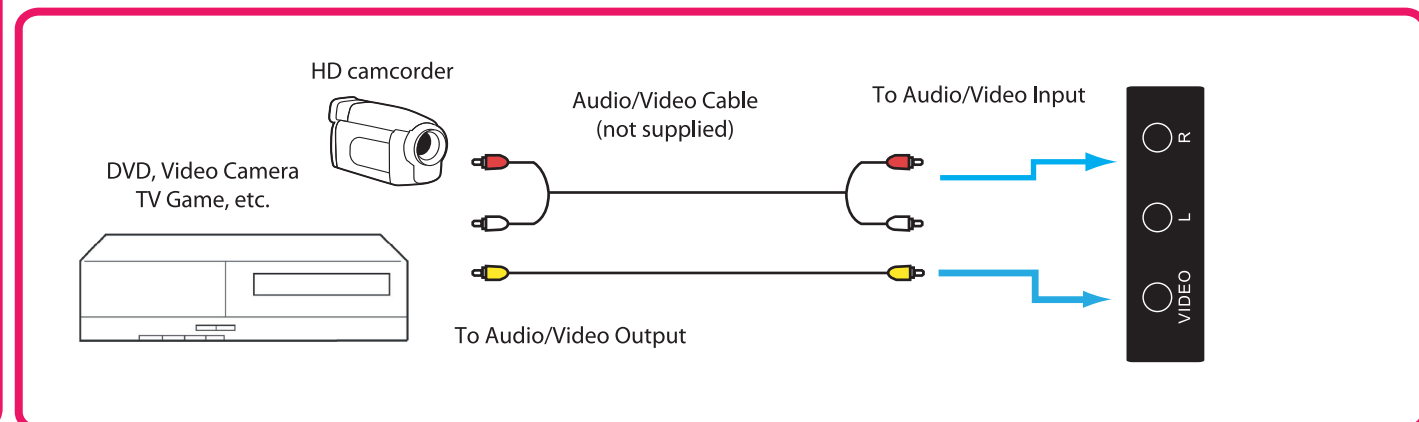 HD camcorder
DVD, Video Camera
TV Game, etc.
Audio/Video Cable
(not supplied)
To Audio/Video Input
To Audio/Video Output
R
L
VIDEO